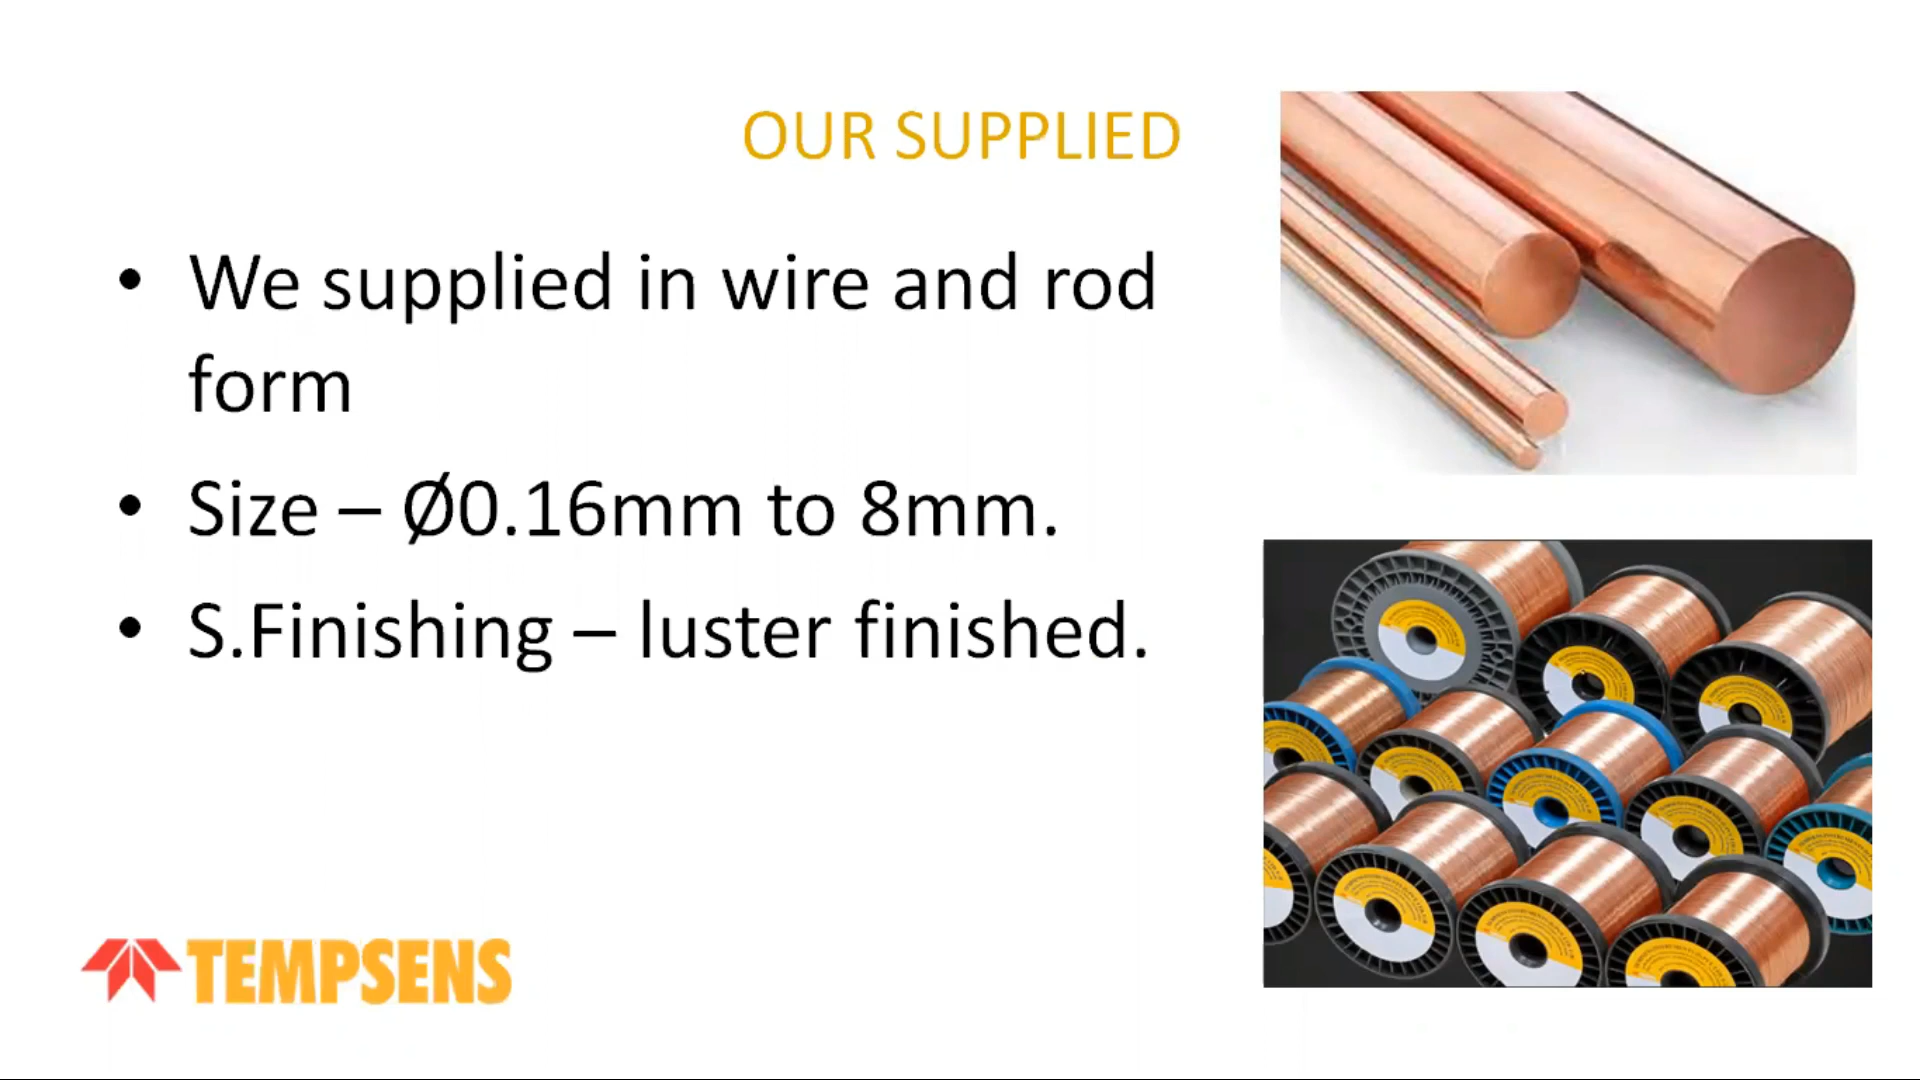 OUR SUPPLIED
• We supplied in wire and rod
form
• Size – Ø0.16mm to 8mm.
• S.Finishing – luster finished.
TEMPSENS